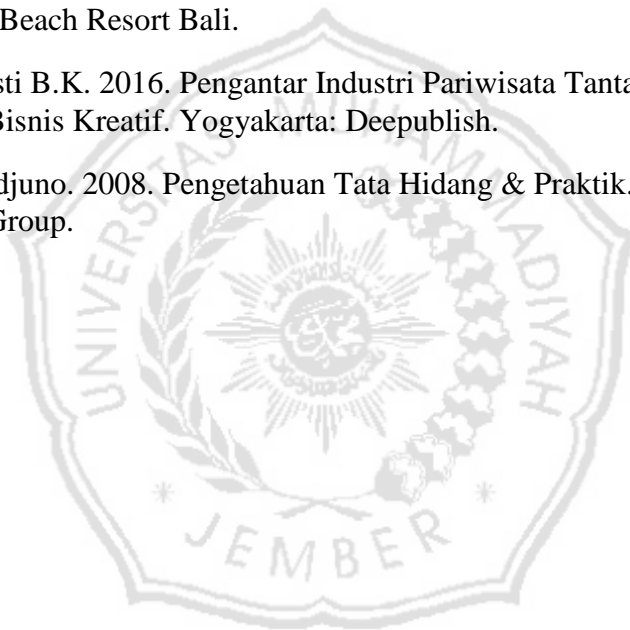 Beach Resort Bali.
sti B.K. 2016. Pengantar Industri Pariwisata Tanta
Bisnis Kreatif. Yogyakarta: Deepublish.
djuno. 2008. Pengetahuan Tata Hidang & Praktik.
Group.
UNIVERSITAS MUHAMMADIYAH
JEMBER